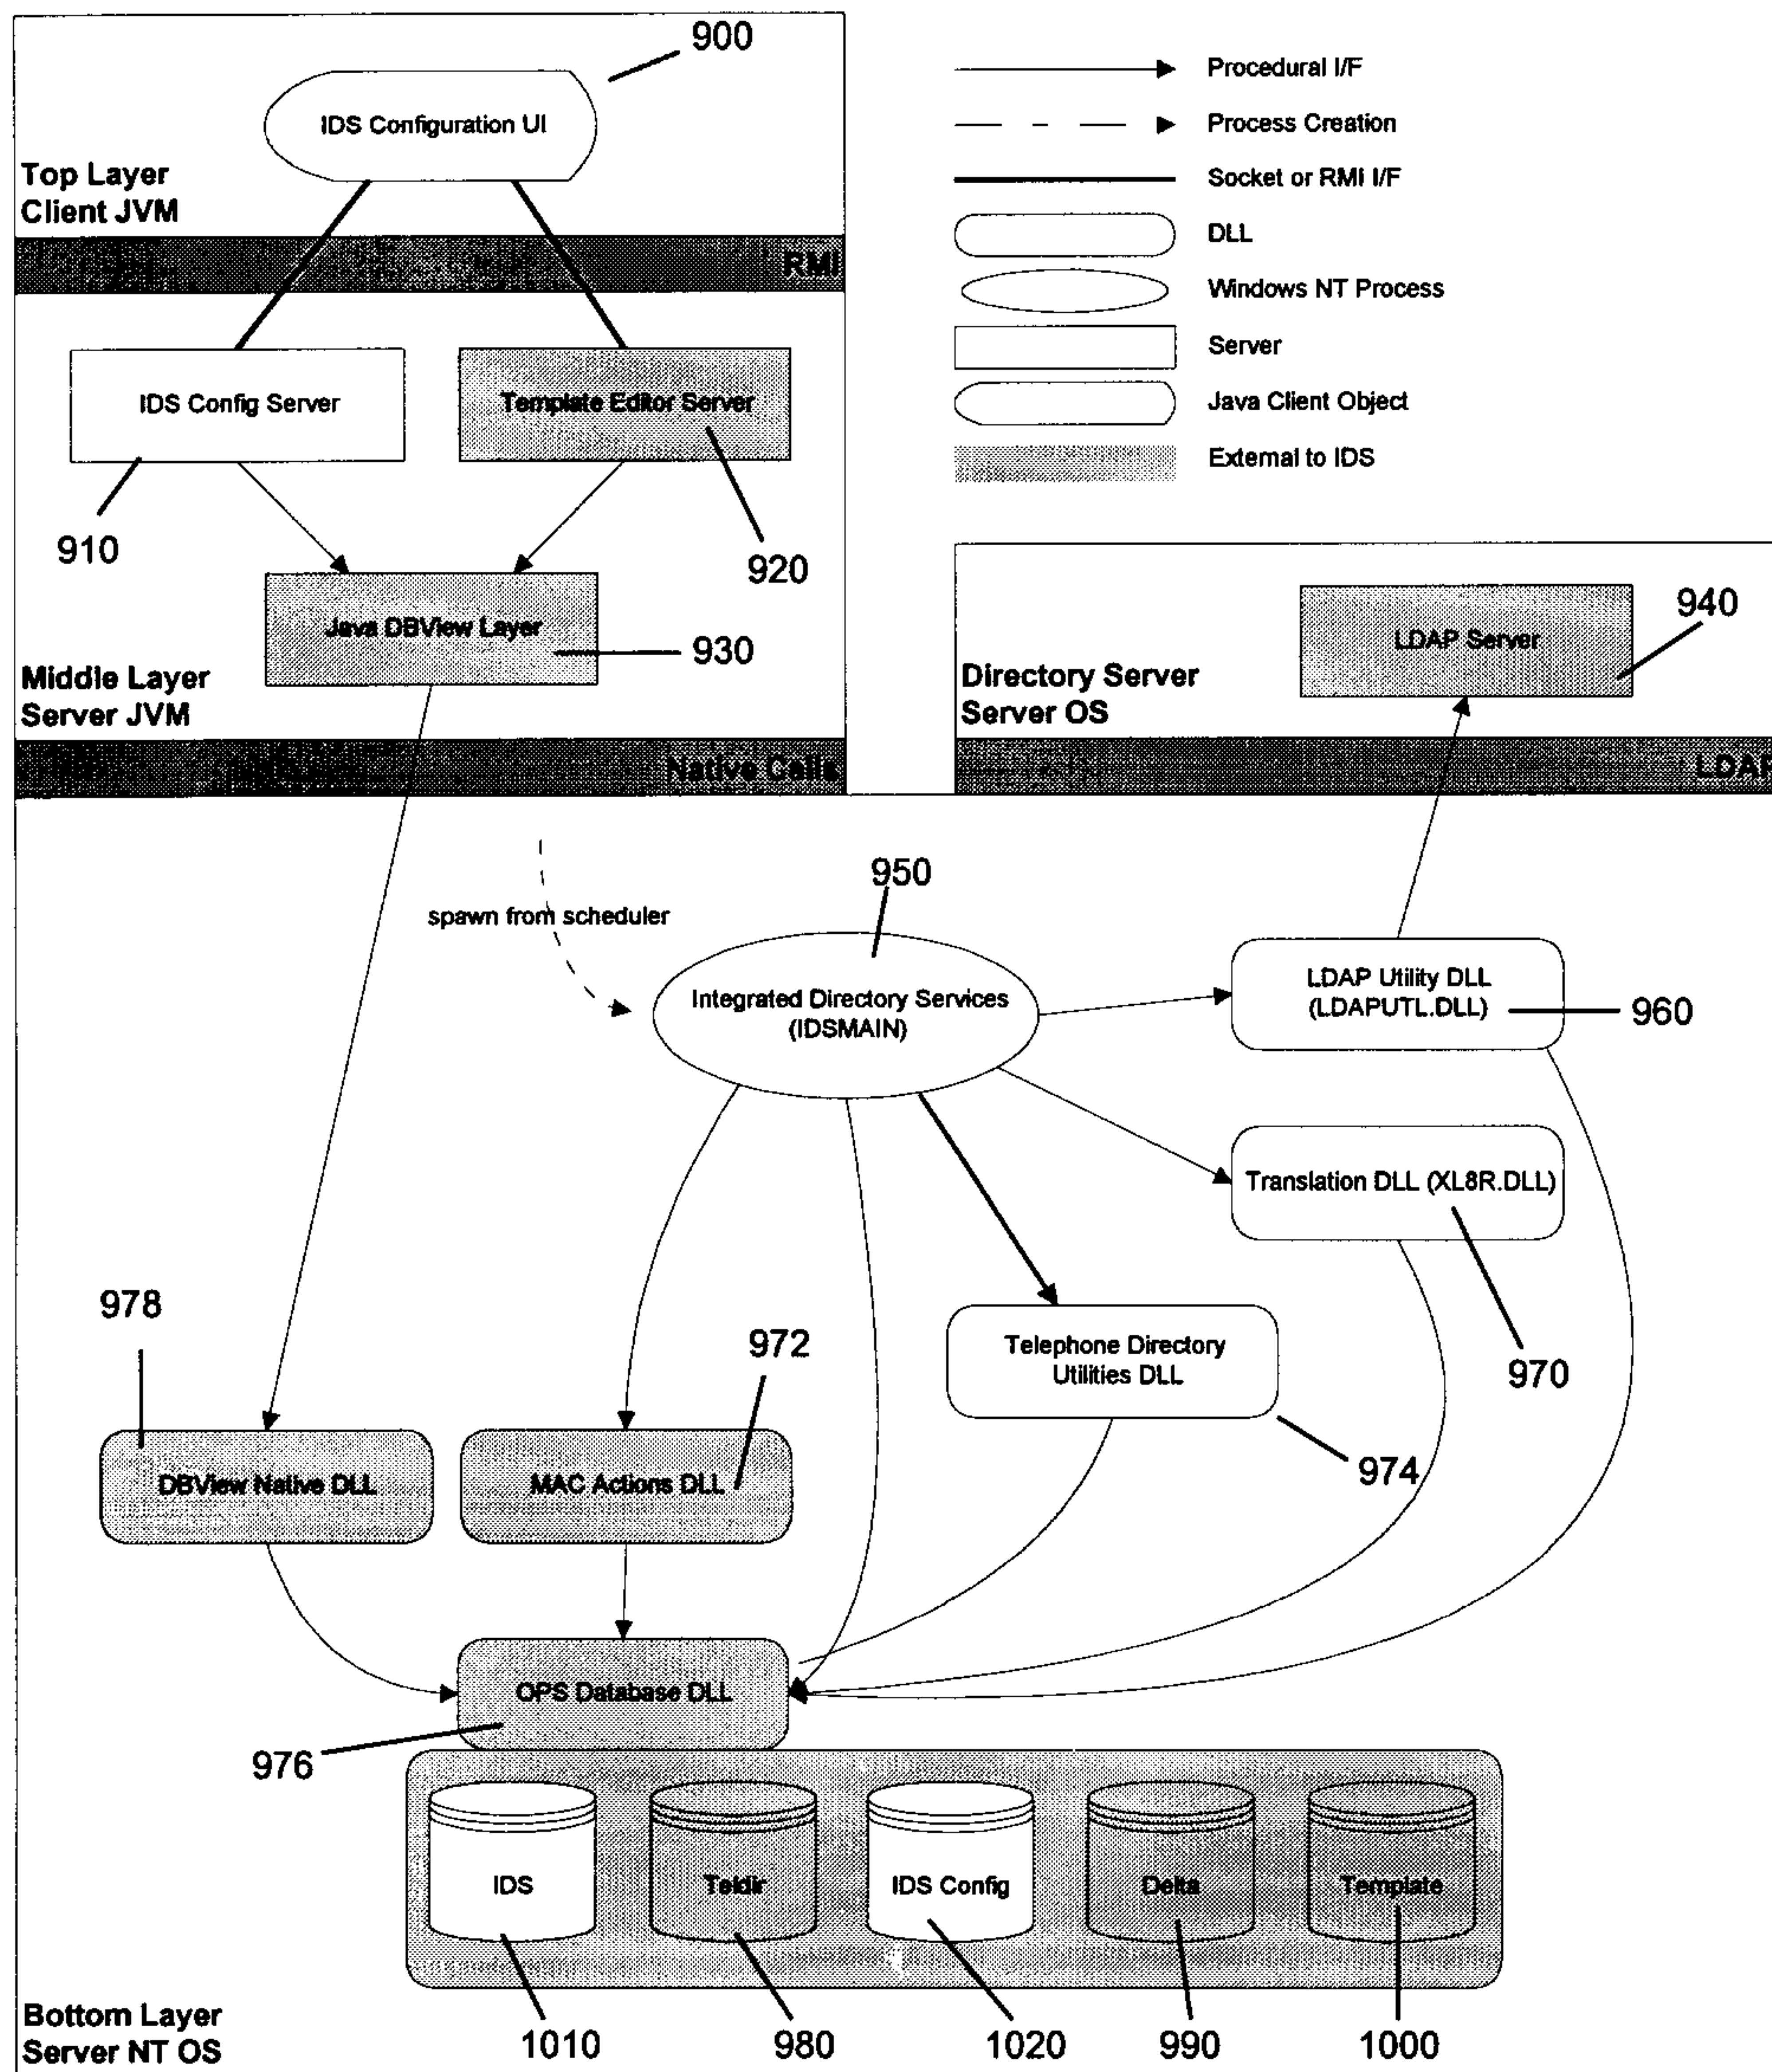 900
IDS Configuration UI
Top Layer
Client JVM
RMI
Procedural I/F
Process Creation
Socket or RMI I/F
DLL
Windows NT Process
Server
Java Client Object
External to IDS
IDS Config Server
Template Editor Server
910
920
Java DBView Layer
930
Middle Layer
Server JVM
Native Calls
LDAP Server
940
Directory Server
Server OS
LDAP
spawn from scheduler
950
Integrated Directory Services
(IDSMAIN)
LDAP Utility DLL
(LDAPUTL.DLL)
960
Translation DLL (XL8R.DLL)
970
978
972
Telephone Directory
Utilities DLL
974
DBView Native DLL
MAC Actions DLL
OPS Database DLL
976
IDS
Teldir
IDS Config
Delta
Template
Bottom Layer
Server NT OS
1010
980
1020
990
1000